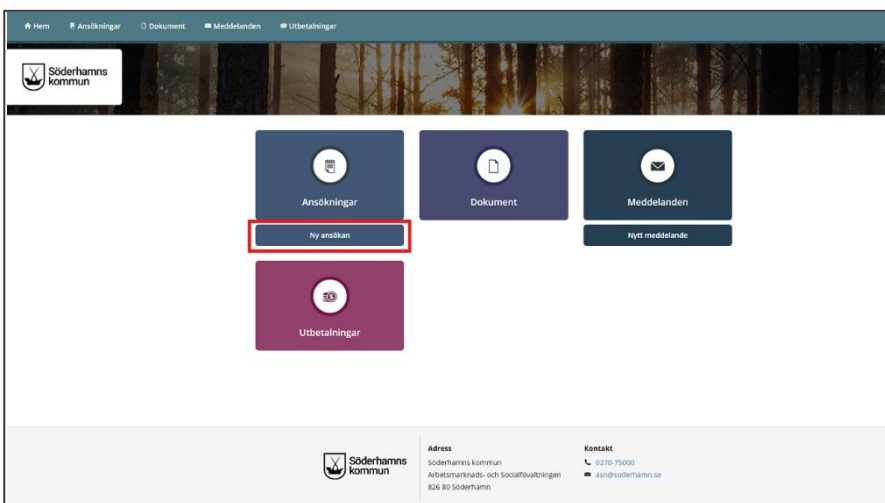 Hem Ansökningar Dokument Meddelanden Utbetalningar
Söderhamns
kommun
Ansökningar
Dokument
Meddelanden
Ny ansökan
Nytt meddelande
Utbetalningar
Söderhamns
kommun
Adress
Söderhamns kommun
Arbetsmarknads- och Socialfövaltningen
826 80 Söderhamn
Kontakt
0270-75000
asn@soderhamn.se